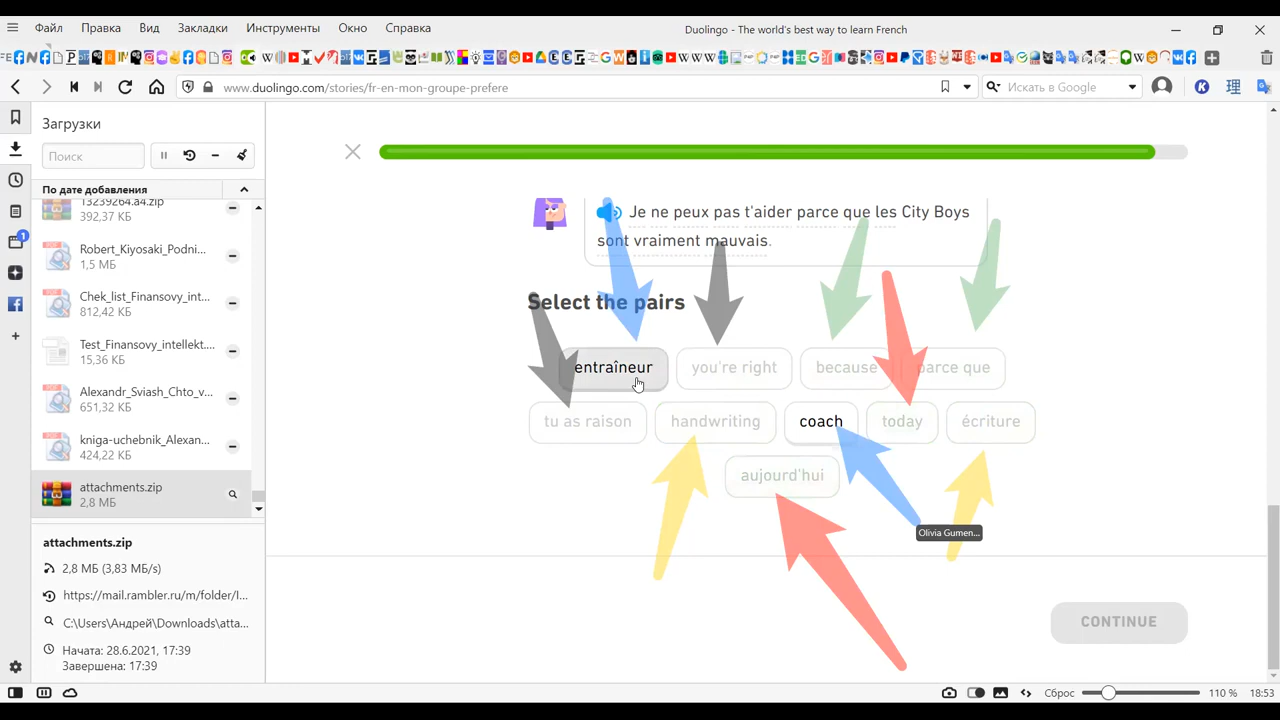 Файл Правка Вид Закладки Инструменты Окно Справка Duolingo - The world's best way to learn French
www.duolingo.com/stories/fr-en-mon-groupe-prefere Искать в Google
Загрузки
Поиск
По дате добавления
13239264.a4.zip
392,37 КБ
Robert_Kiyosaki_Podni...
1,5 МБ
Chek_list_Finansovy_int...
812,42 КБ
Test_Finansovy_intellekt....
15,36 КБ
Alexandr_Sviash_Chto_v...
651,32 КБ
kniga-uchebnik_Alexan...
424,22 КБ
attachments.zip
2,8 МБ
attachments.zip
2,8 МБ (3,83 МБ/s)
https://mail.rambler.ru/m/folder/I...
C:\Users\Андрей\Downloads\atta...
Начата: 28.6.2021, 17:39
Завершена: 17:39
Je ne peux pas t'aider parce que les City Boys
sont vraiment mauvais.
Select the pairs
entraîneur you're right because parce que
tu as raison handwriting coach today écriture
aujourd'hui
Olivia Gumen...
CONTINUE
Сброс 110 % 18:53